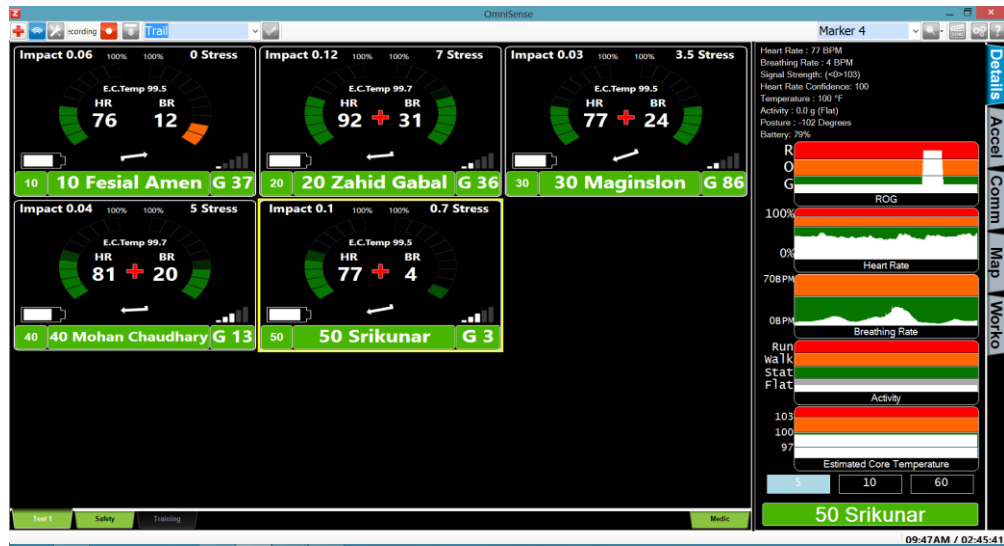 OmniSense
ecording
Trail
Marker 4
Impact 0.06 100% 100% 0 Stress
E.C.Temp 99.5
HR BR
76 12
10 10 Fesial Amen G 37
Impact 0.12 100% 100% 7 Stress
E.C.Temp 99.7
HR BR
92 31
20 20 Zahid Gabal G 36
Impact 0.03 100% 100% 3.5 Stress
E.C.Temp 99.5
HR BR
77 24
30 30 Maginslon G 86
Impact 0.04 100% 100% 5 Stress
E.C.Temp 99.7
HR BR
81 20
40 40 Mohan Chaudhary G 13
Impact 0.1 100% 100% 0.7 Stress
E.C.Temp 99.5
HR BR
77 4
50 50 Srikunar G 3
Heart Rate : 77 BPM
Breathing Rate : 4 BPM
Signal Strength: (<0>103)
Heart Rate Confidence: 100
Temperature : 100 °F
Activity : 0.0 g (Flat)
Posture : -102 Degrees
Battery: 79%
R
O
G
ROG
100%
0%
Heart Rate
70BPM
0BPM
Breathing Rate
Run
Walk
Stat
Flat
Activity
103
100
97
Estimated Core Temperature
5 10 60
50 Srikunar
Details
Accel
Comm
Map
Worko
Test 1 Safety Training Medic
09:47AM / 02:45:41